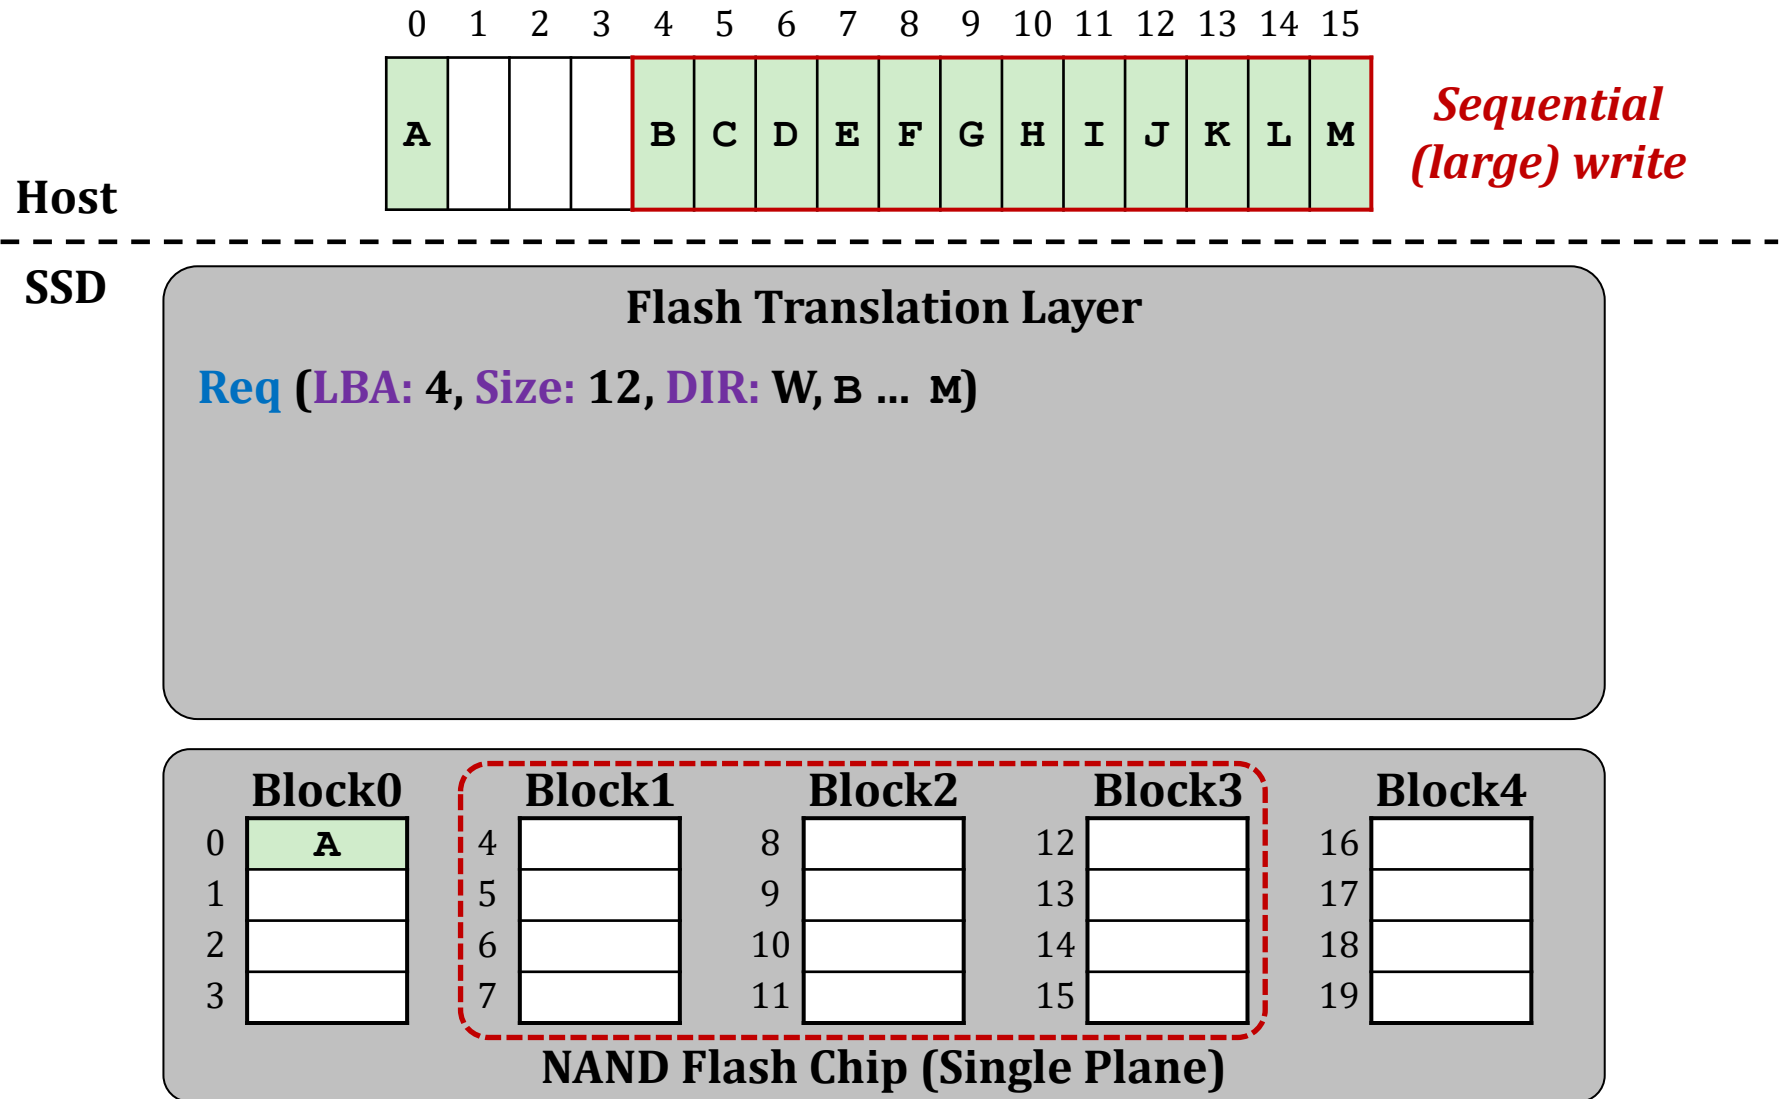 0 1 2 3 4 5 6 7 8 9 10 11 12 13 14 15
A B C D E F G H I J K L M
Sequential
(large) write
Host
SSD
Flash Translation Layer
Req (LBA: 4, Size: 12, DIR: W, B ... M)
Block0 Block1 Block2 Block3 Block4
0 A 4 8 12 16
1 5 9 13 17
2 6 10 14 18
3 7 11 15 19
NAND Flash Chip (Single Plane)